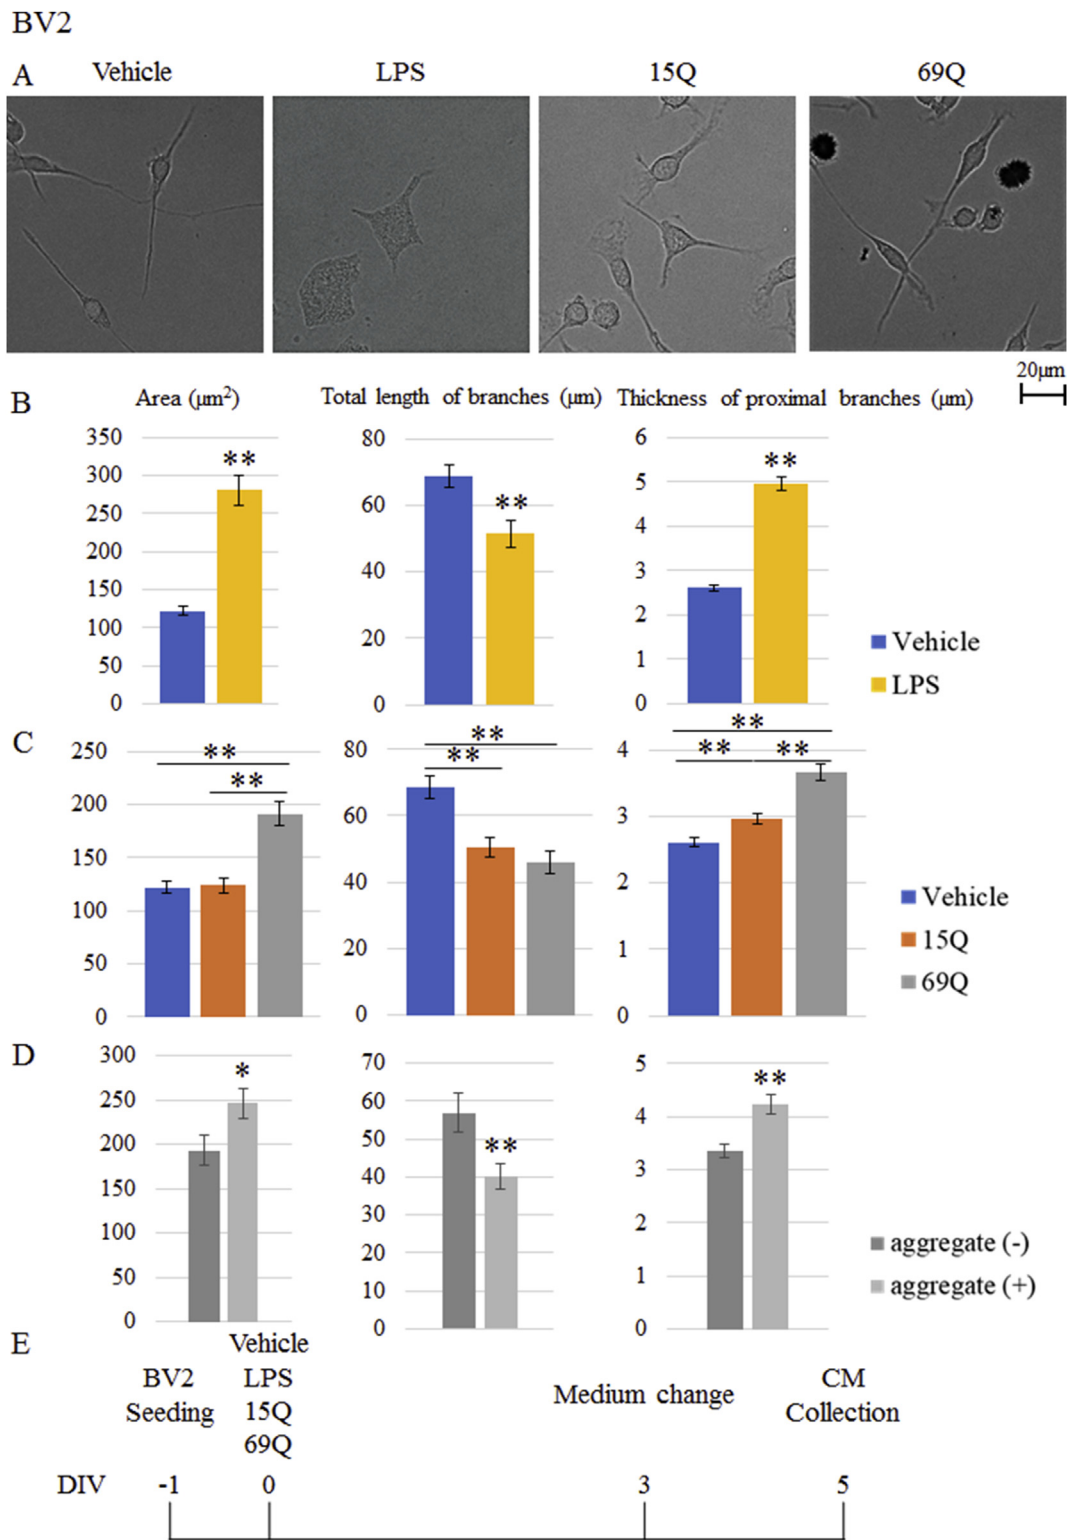 BV2
A Vehicle LPS 15Q 69Q
20μm
B Area (μm²) Total length of branches (μm) Thickness of proximal branches (μm)
350
300
250
200
150
100
50
0
**
80
60
40
20
0
**
6
5
4
3
2
1
0
**
Vehicle
LPS
C
250
200
150
100
50
0
**
**
80
60
40
20
0
**
**
4
3
2
1
0
**
** **
Vehicle
15Q
69Q
D
300
250
200
150
100
50
0
*
70
60
50
40
30
20
10
0
**
5
4
3
2
1
0
**
aggregate (-)
aggregate (+)
E
BV2
Seeding
Vehicle
LPS
15Q
69Q
Medium change
CM
Collection
DIV -1 0 3 5